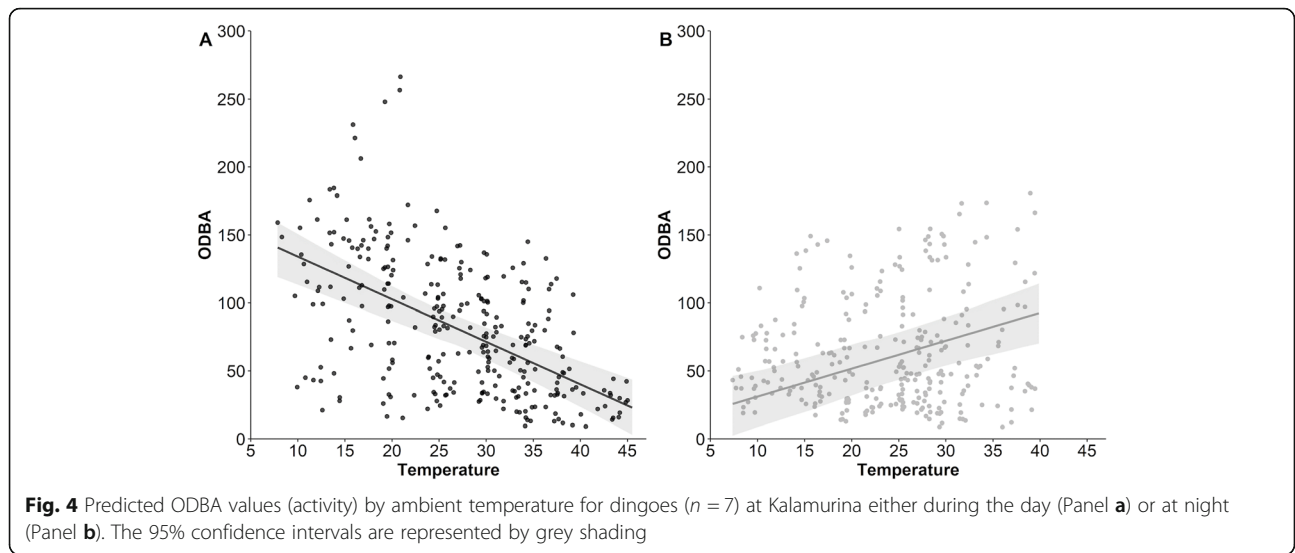 A
300
250
200
150
100
50
0
ODBA
5 10 15 20 25 30 35 40 45
Temperature
B
300
250
200
150
100
50
0
ODBA
5 10 15 20 25 30 35 40 45
Temperature
Fig. 4 Predicted ODBA values (activity) by ambient temperature for dingoes (n = 7) at Kalamurina either during the day (Panel a) or at night
(Panel b). The 95% confidence intervals are represented by grey shading